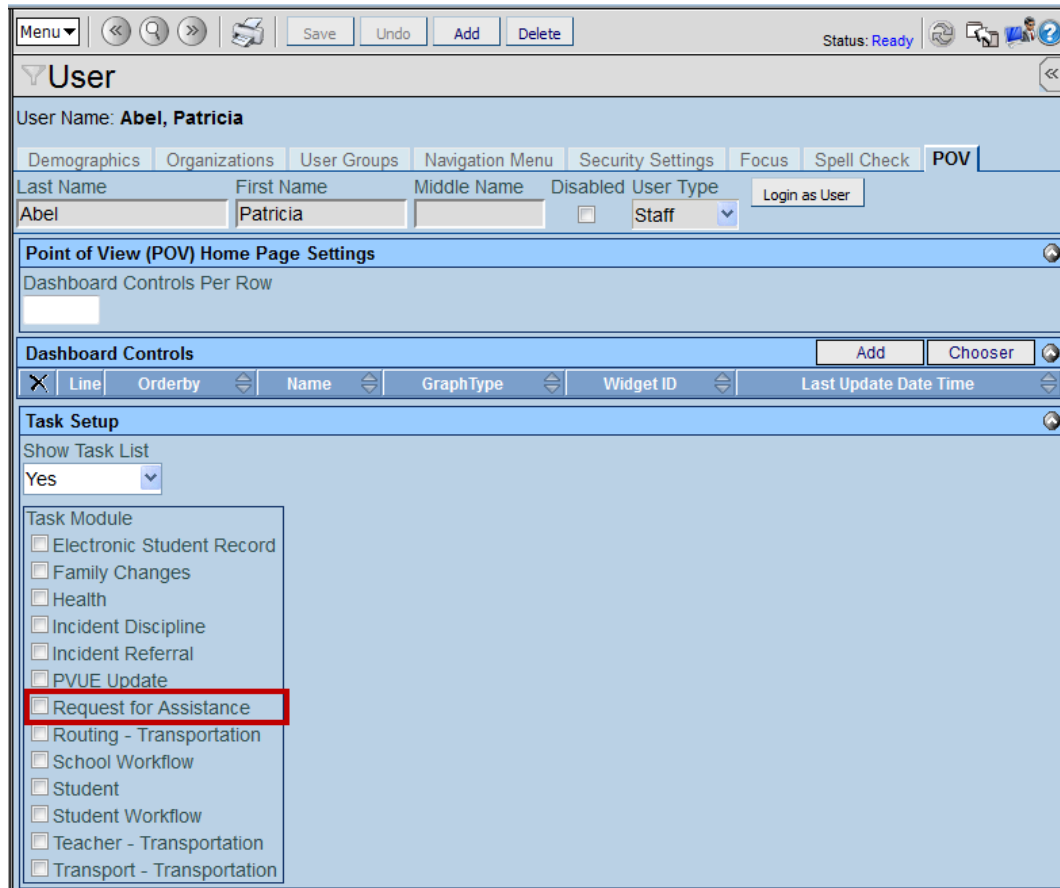 Menu Save Undo Add Delete Status: Ready
User
User Name: Abel, Patricia
Demographics Organizations User Groups Navigation Menu Security Settings Focus Spell Check POV
Last Name First Name Middle Name Disabled User Type Login as User
Abel Patricia Staff
Point of View (POV) Home Page Settings
Dashboard Controls Per Row
Dashboard Controls Add Chooser
Line Orderby Name GraphType Widget ID Last Update Date Time
Task Setup
Show Task List
Yes
Task Module
Electronic Student Record
Family Changes
Health
Incident Discipline
Incident Referral
PVUE Update
Request for Assistance
Routing - Transportation
School Workflow
Student
Student Workflow
Teacher - Transportation
Transport - Transportation